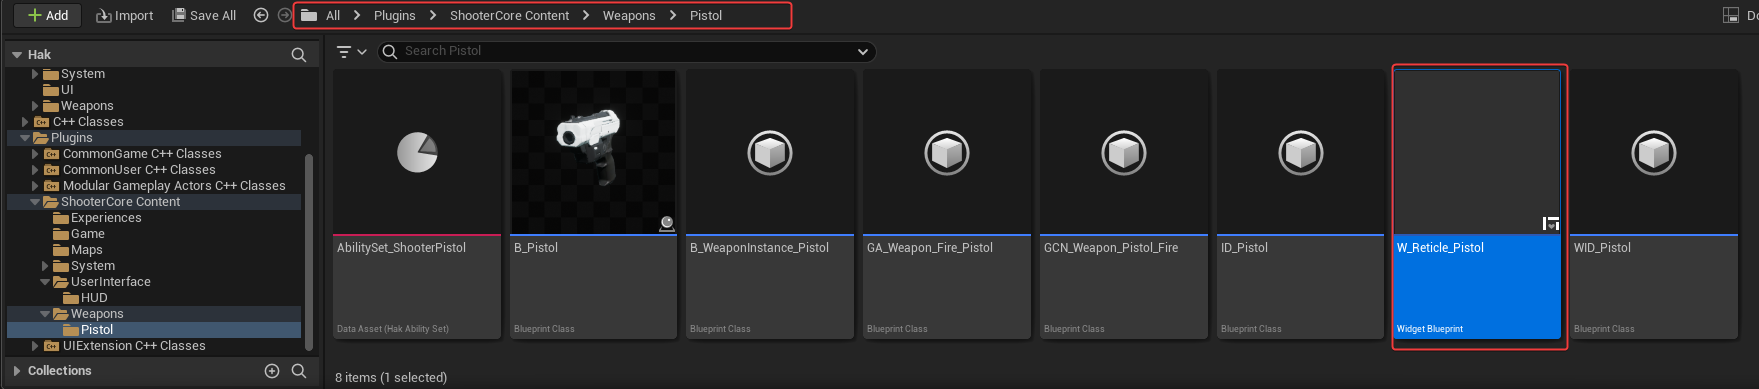 Add Import Save All All Plugins ShooterCore Content Weapons Pistol
Hak
System
UI
Weapons
C++ Classes
Plugins
CommonGame C++ Classes
CommonUser C++ Classes
Modular Gameplay Actors C++ Classes
ShooterCore Content
Experiences
Game
Maps
System
UserInterface
HUD
Weapons
Pistol
UIExtension C++ Classes
Collections
Search Pistol
AbilitySet_ShooterPistol
Data Asset (Hak Ability Set)
B_Pistol
Blueprint Class
B_WeaponInstance_Pistol
Blueprint Class
GA_Weapon_Fire_Pistol
Blueprint Class
GCN_Weapon_Pistol_Fire
Blueprint Class
ID_Pistol
Blueprint Class
W_Reticle_Pistol
Widget Blueprint
WID_Pistol
Blueprint Class
8 items (1 selected)